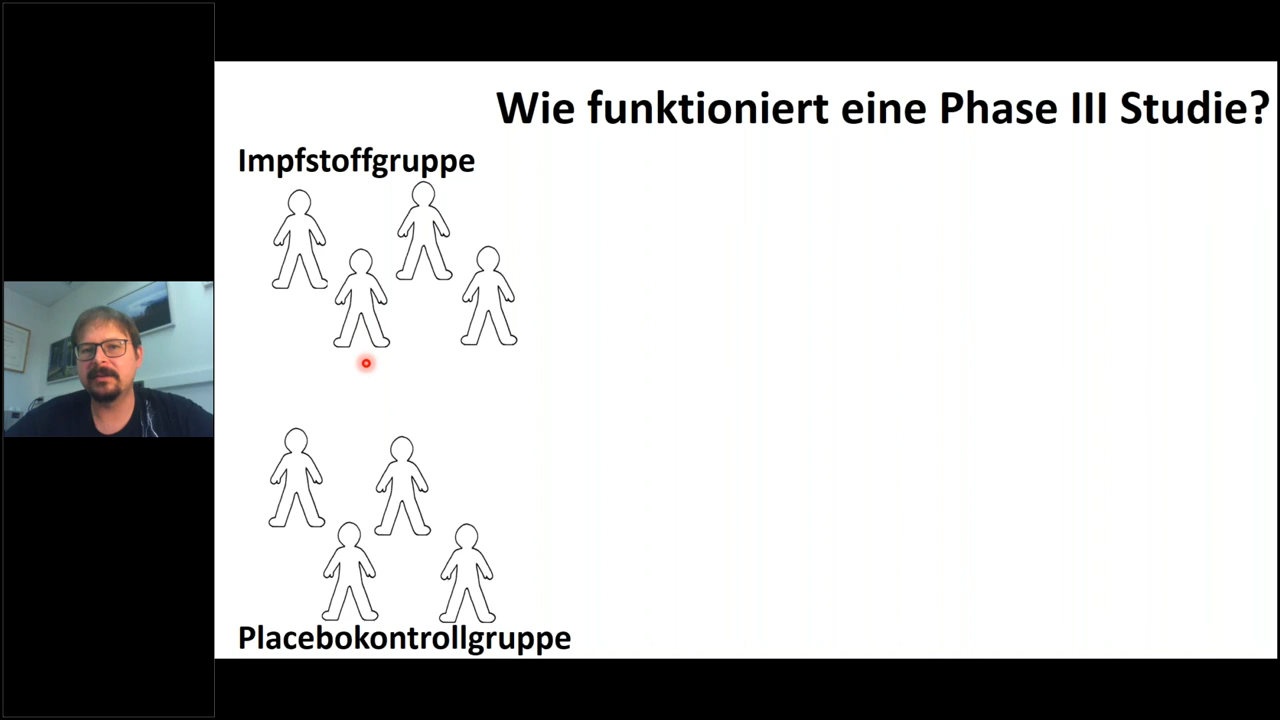 Wie funktioniert eine Phase III Studie?
Impfstoffgruppe
Placebokontrollgruppe